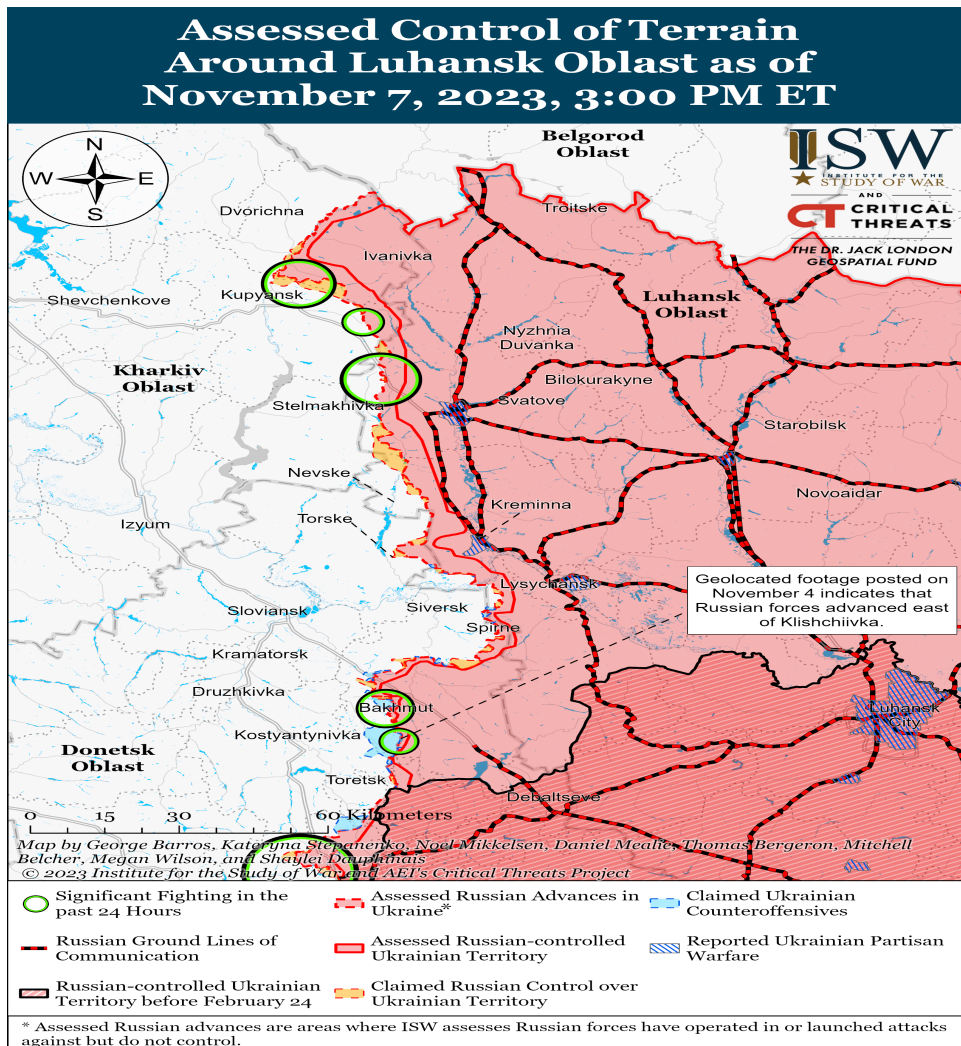 Assessed Control of Terrain
Around Luhansk Oblast as of
November 7, 2023, 3:00 PM ET
N
W
E
S
Belgorod
Oblast
ISW
INSTITUTE FOR THE
STUDY OF WAR
AND
CT CRITICAL
THREATS
THE DR. JACK LONDON
GEOSPATIAL FUND
Dvorichna
Troitske
Ivanivka
Shevchenkove
Kupyansk
Luhansk
Oblast
Nyzhnia
Duvanka
Kharkiv
Oblast
Bilokurakyne
Stelmakhivka
Svatove
Starobilsk
Nevske
Novoaidar
Kreminna
Torske
Izyum
Lysychansk
Geolocated footage posted on
November 4 indicates that
Russian forces advanced east
of Klishchiivka.
Siversk
Sloviansk
Spirne
Kramatorsk
Druzhkivka
Bakhmut
Luhansk
City
Kostyantynivka
Donetsk
Oblast
Toretsk
Debaltseve
0 15 30 60 Kilometers
Map by George Barros, Kateryna Stepanenko, Noel Mikkelsen, Daniel Mealie, Thomas Bergeron, Mitchell
Belcher, Megan Wilson, and Shaylei Dauphinais
© 2023 Institute for the Study of War and AEI's Critical Threats Project
Significant Fighting in the
past 24 Hours
Russian Ground Lines of
Communication
Russian-controlled Ukrainian
Territory before February 24
Assessed Russian Advances in
Ukraine*
Assessed Russian-controlled
Ukrainian Territory
Claimed Russian Control over
Ukrainian Territory
Claimed Ukrainian
Counteroffensives
Reported Ukrainian Partisan
Warfare
* Assessed Russian advances are areas where ISW assesses Russian forces have operated in or launched attacks
against but do not control.